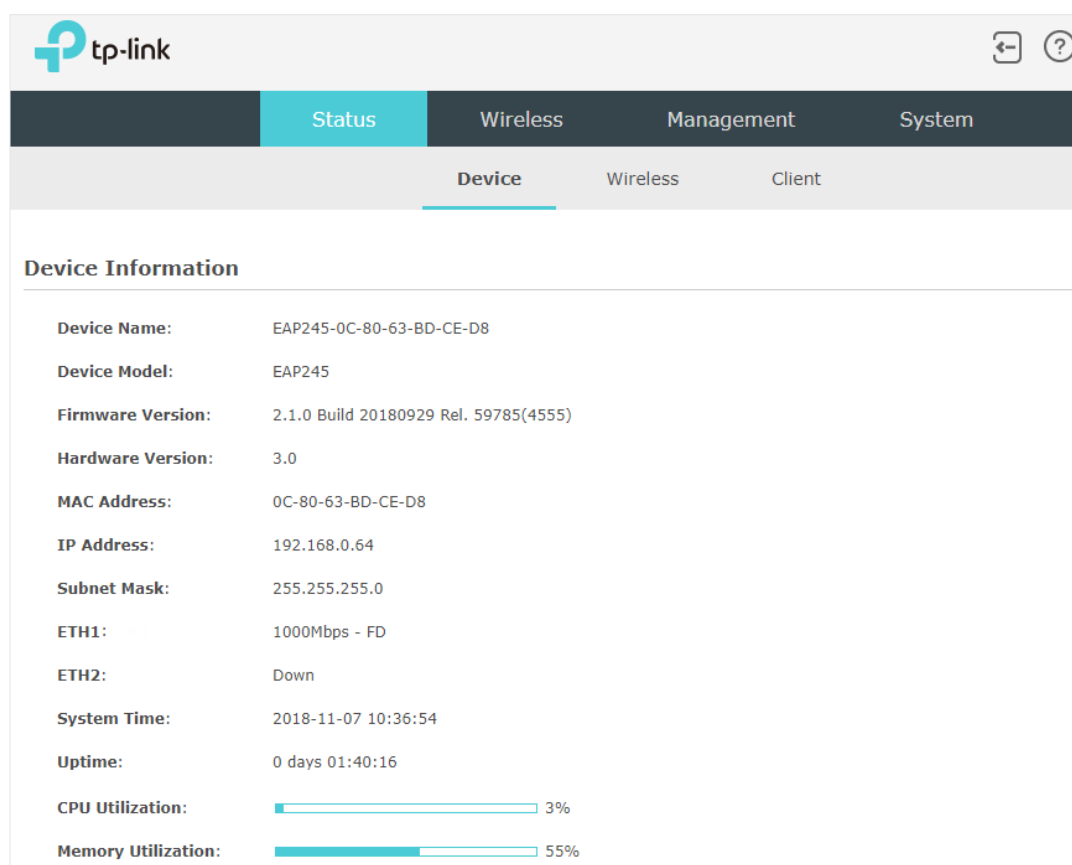 tp-link
Status Wireless Management System
Device Wireless Client
Device Information
Device Name: EAP245-0C-80-63-BD-CE-D8
Device Model: EAP245
Firmware Version: 2.1.0 Build 20180929 Rel. 59785(4555)
Hardware Version: 3.0
MAC Address: 0C-80-63-BD-CE-D8
IP Address: 192.168.0.64
Subnet Mask: 255.255.255.0
ETH1: 1000Mbps - FD
ETH2: Down
System Time: 2018-11-07 10:36:54
Uptime: 0 days 01:40:16
CPU Utilization: 3%
Memory Utilization: 55%